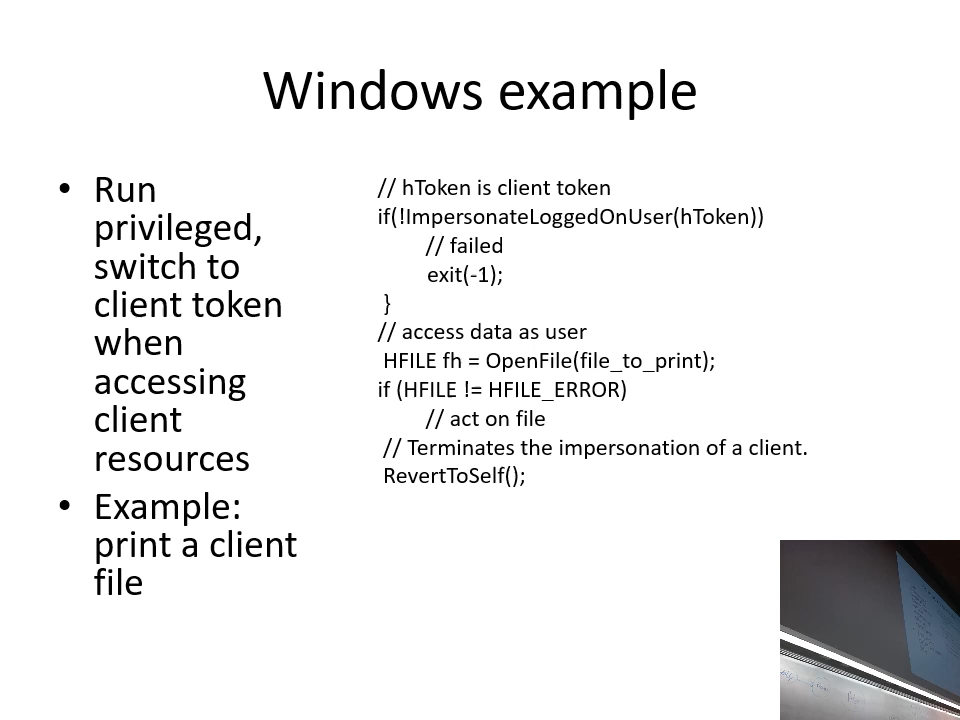 Windows example
• Run
privileged,
switch to
client token
when
accessing
client
resources
• Example:
print a client
file
// hToken is client token
if(!ImpersonateLoggedOnUser(hToken))
// failed
exit(-1);
}
// access data as user
HFILE fh = OpenFile(file_to_print);
if (HFILE != HFILE_ERROR)
// act on file
// Terminates the impersonation of a client.
RevertToSelf();